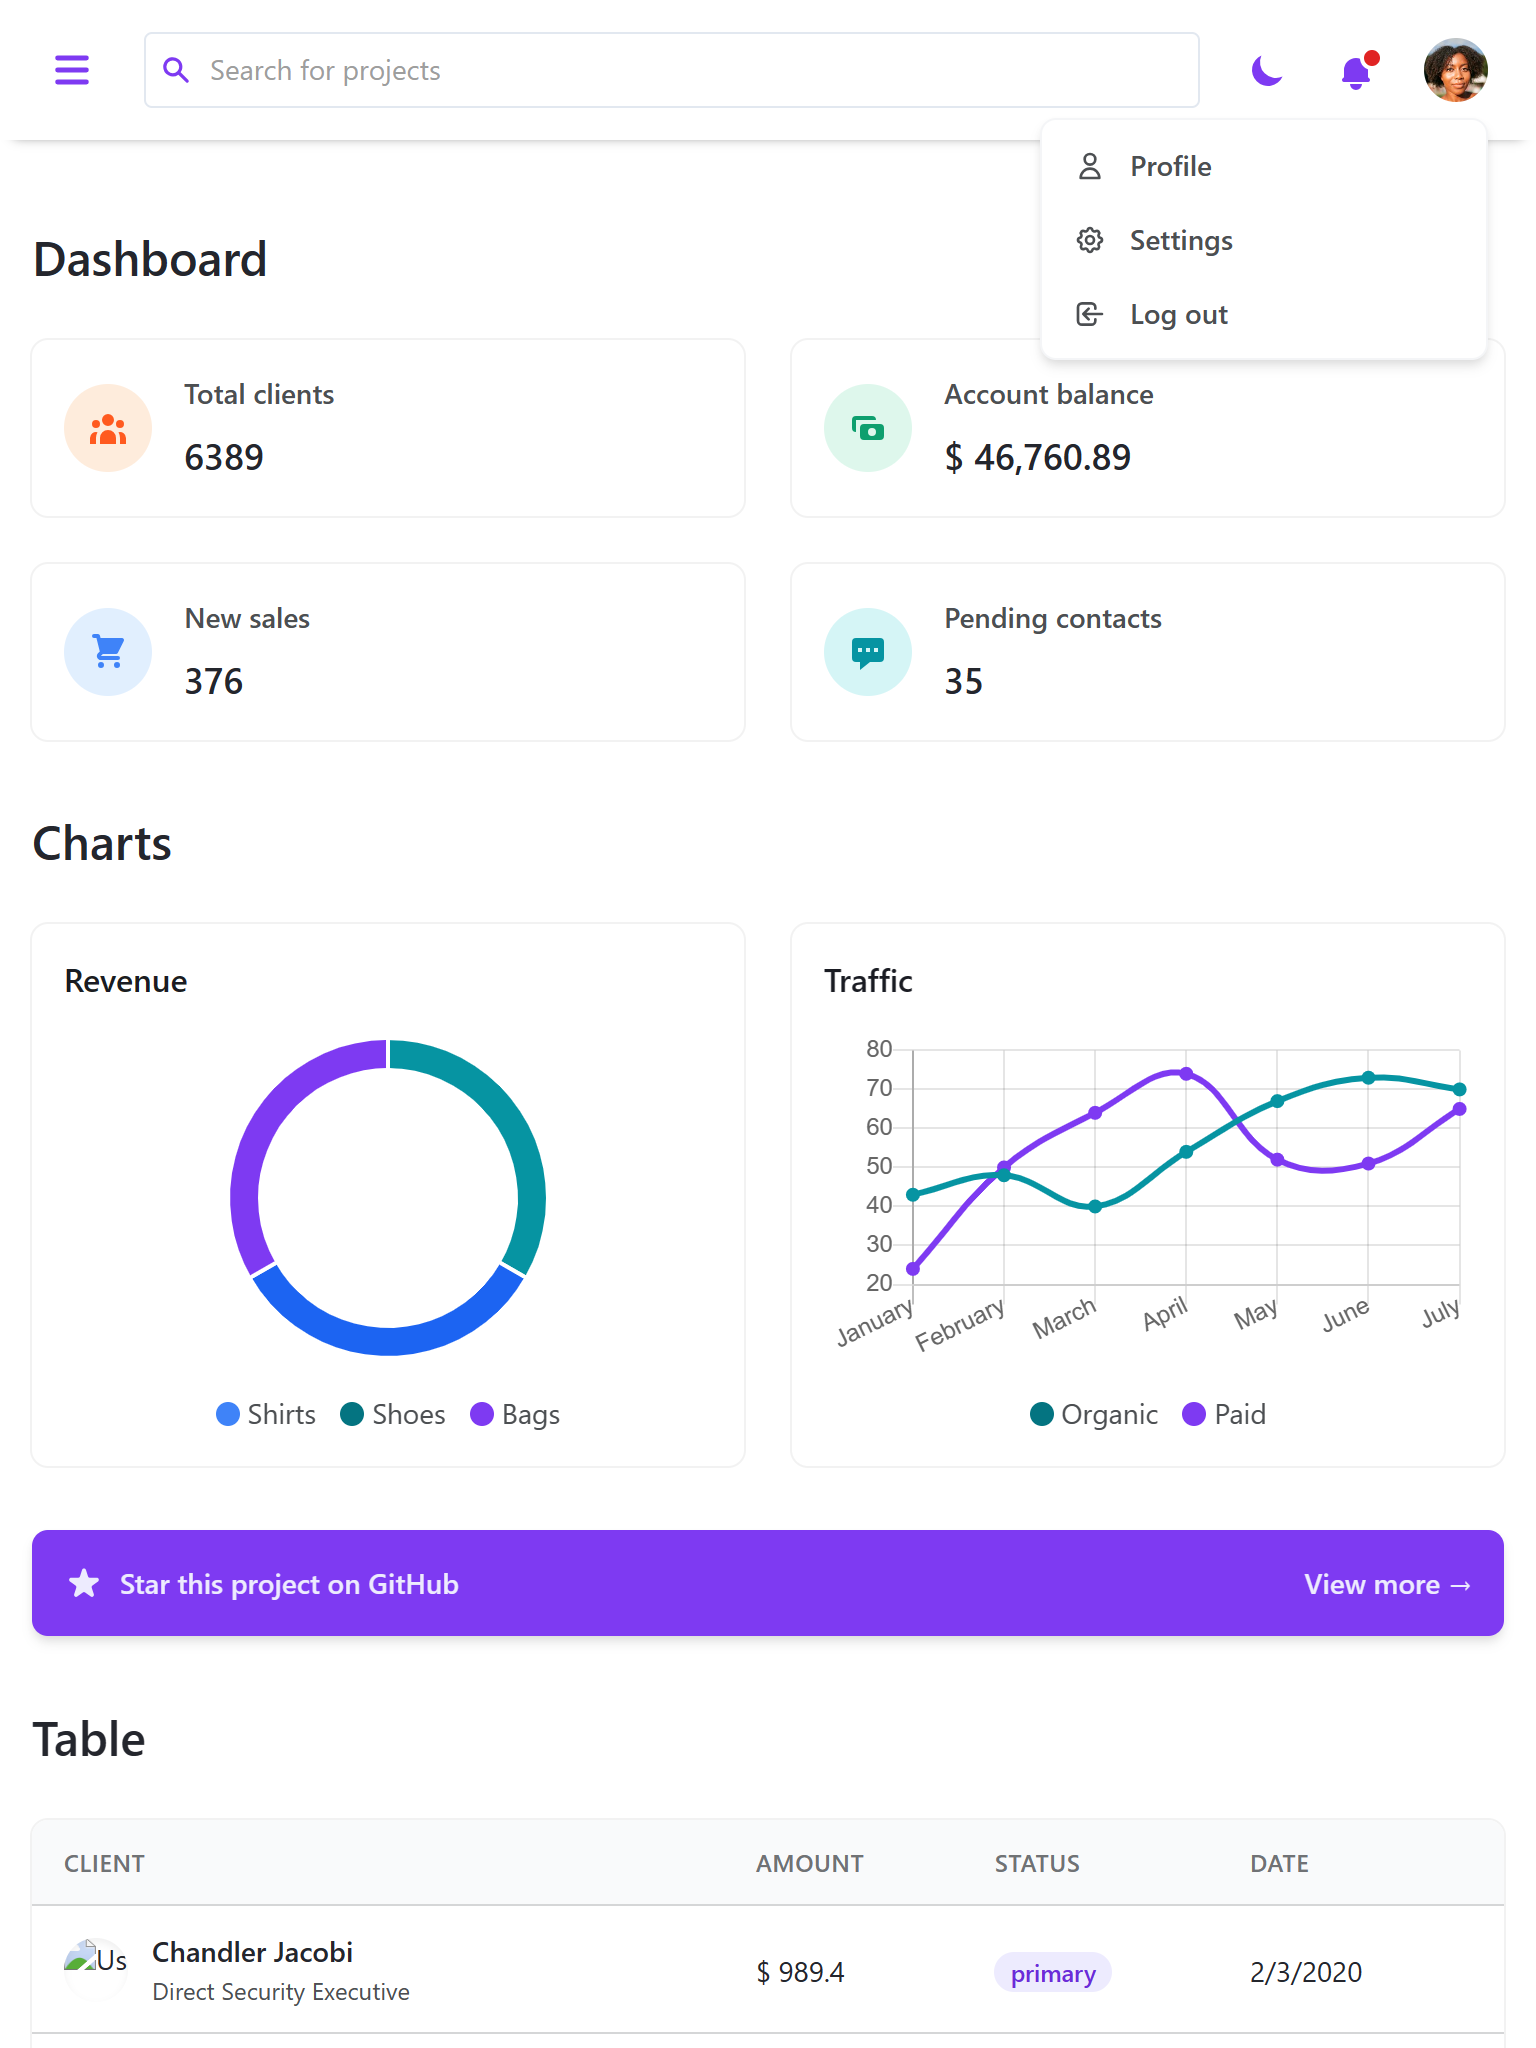 Search for projects
Profile
Settings
Log out
Dashboard
Total clients
6389
Account balance
$ 46,760.89
New sales
376
Pending contacts
35
Charts
Revenue
Shirts Shoes Bags
Traffic
80
70
60
50
40
30
20
January February March April May June July
Organic Paid
Star this project on GitHub
View more →
Table
CLIENT AMOUNT STATUS DATE
Us
Chandler Jacobi
Direct Security Executive
$ 989.4
primary
2/3/2020